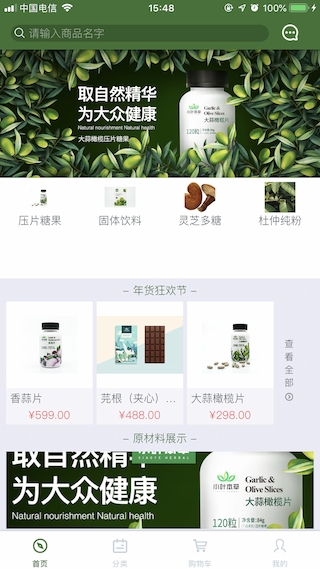 中国电信 15:48 100%
请输入商品名字
取自然精华
为大众健康
Natural nourishment Natural health
大蒜橄榄压片糖果
小叶本草
Garlic &
Olive Slices
大蒜橄榄片
120粒
压片糖果 固体饮料 灵芝多糖 杜仲纯粉
– 年货狂欢节 –
香蒜片 芫根（夹心）... 大蒜橄榄片
¥599.00 ¥488.00 ¥298.00
查看全部
– 原材料展示 –
取自然精华
为大众健康
Natural nourishment Natural health
小叶本草
Garlic &
Olive Slices
大蒜橄榄片
120粒
首页 分类 购物车 我的